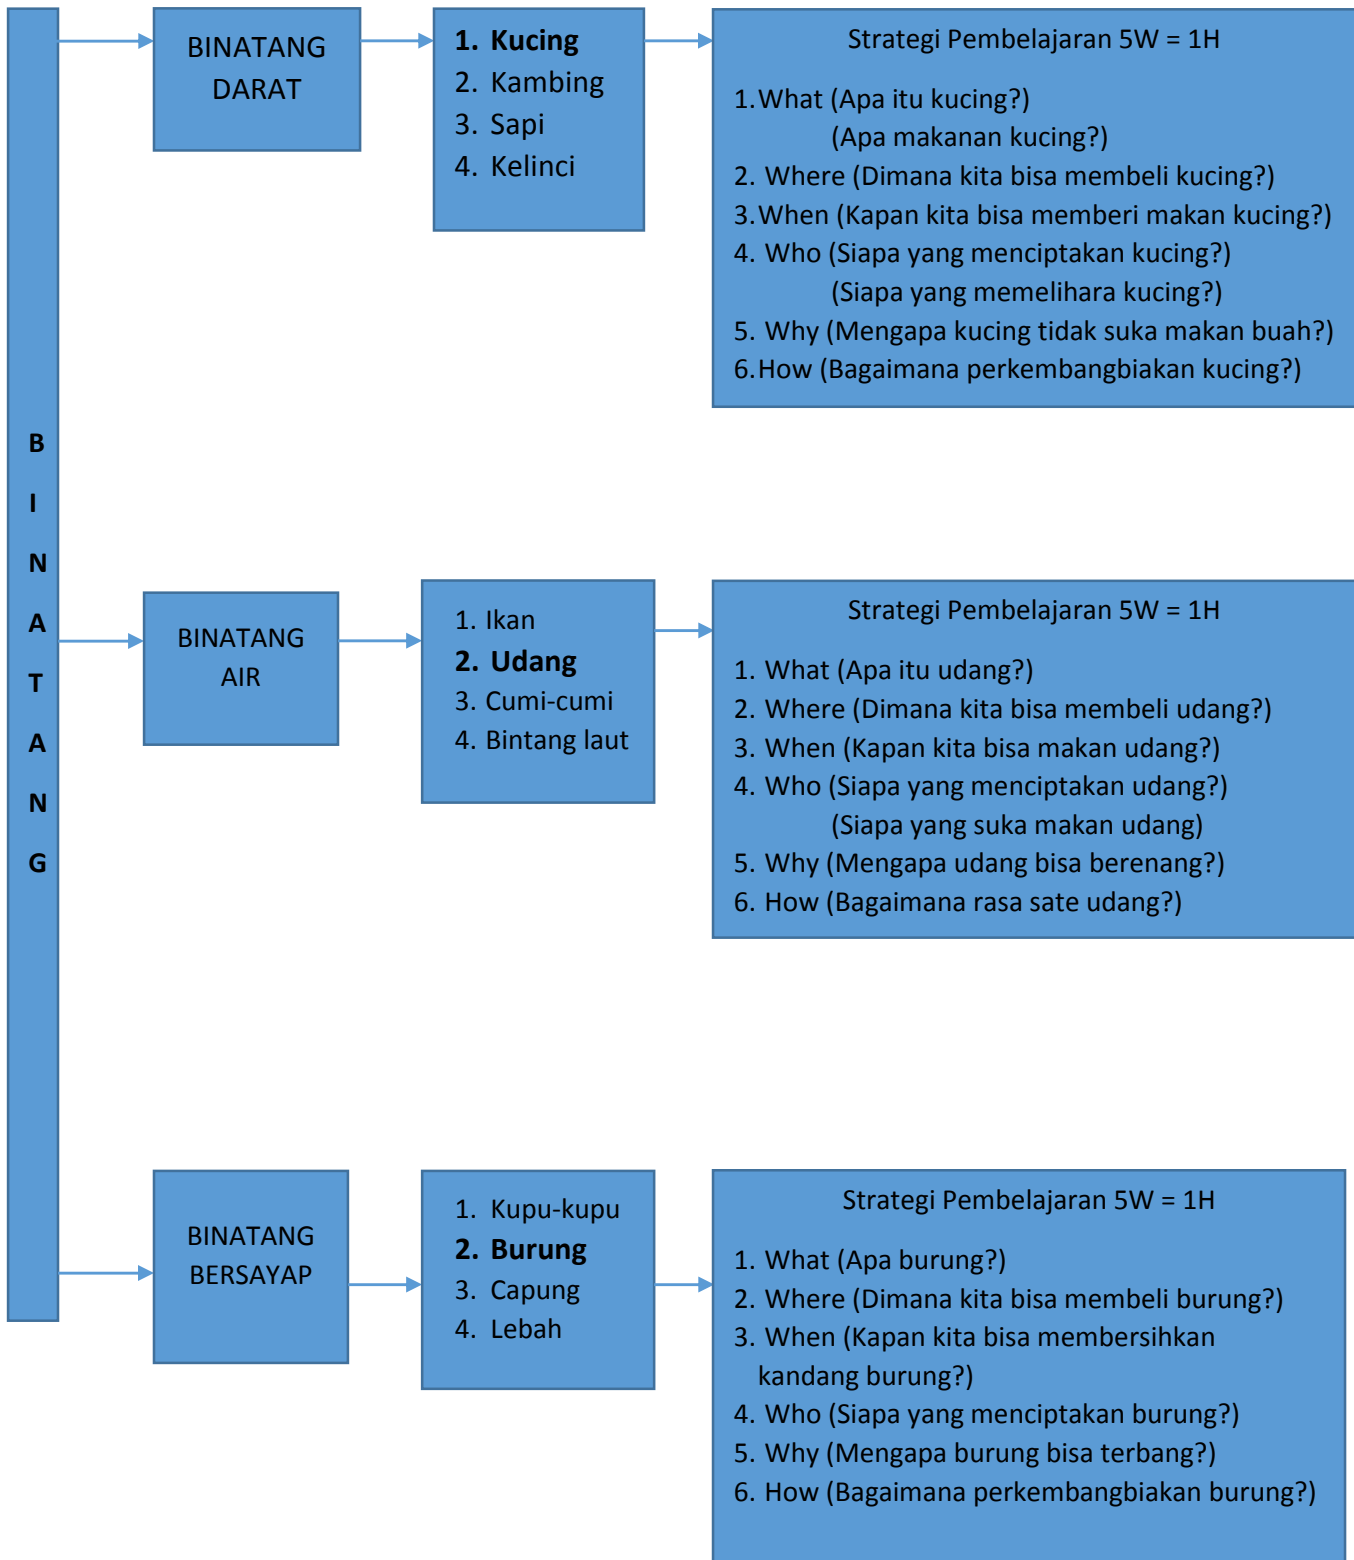 B
I
N
A
T
A
N
G
BINATANG
DARAT
1. Kucing
2. Kambing
3. Sapi
4. Kelinci
Strategi Pembelajaran 5W = 1H
1.What (Apa itu kucing?)
(Apa makanan kucing?)
2. Where (Dimana kita bisa membeli kucing?)
3.When (Kapan kita bisa memberi makan kucing?)
4. Who (Siapa yang menciptakan kucing?)
(Siapa yang memelihara kucing?)
5. Why (Mengapa kucing tidak suka makan buah?)
6.How (Bagaimana perkembangbiakan kucing?)
BINATANG
AIR
1. Ikan
2. Udang
3. Cumi-cumi
4. Bintang laut
Strategi Pembelajaran 5W = 1H
1. What (Apa itu udang?)
2. Where (Dimana kita bisa membeli udang?)
3. When (Kapan kita bisa makan udang?)
4. Who (Siapa yang menciptakan udang?)
(Siapa yang suka makan udang)
5. Why (Mengapa udang bisa berenang?)
6. How (Bagaimana rasa sate udang?)
BINATANG
BERSAYAP
1. Kupu-kupu
2. Burung
3. Capung
4. Lebah
Strategi Pembelajaran 5W = 1H
1. What (Apa burung?)
2. Where (Dimana kita bisa membeli burung?)
3. When (Kapan kita bisa membersihkan
kandang burung?)
4. Who (Siapa yang menciptakan burung?)
5. Why (Mengapa burung bisa terbang?)
6. How (Bagaimana perkembangbiakan burung?)